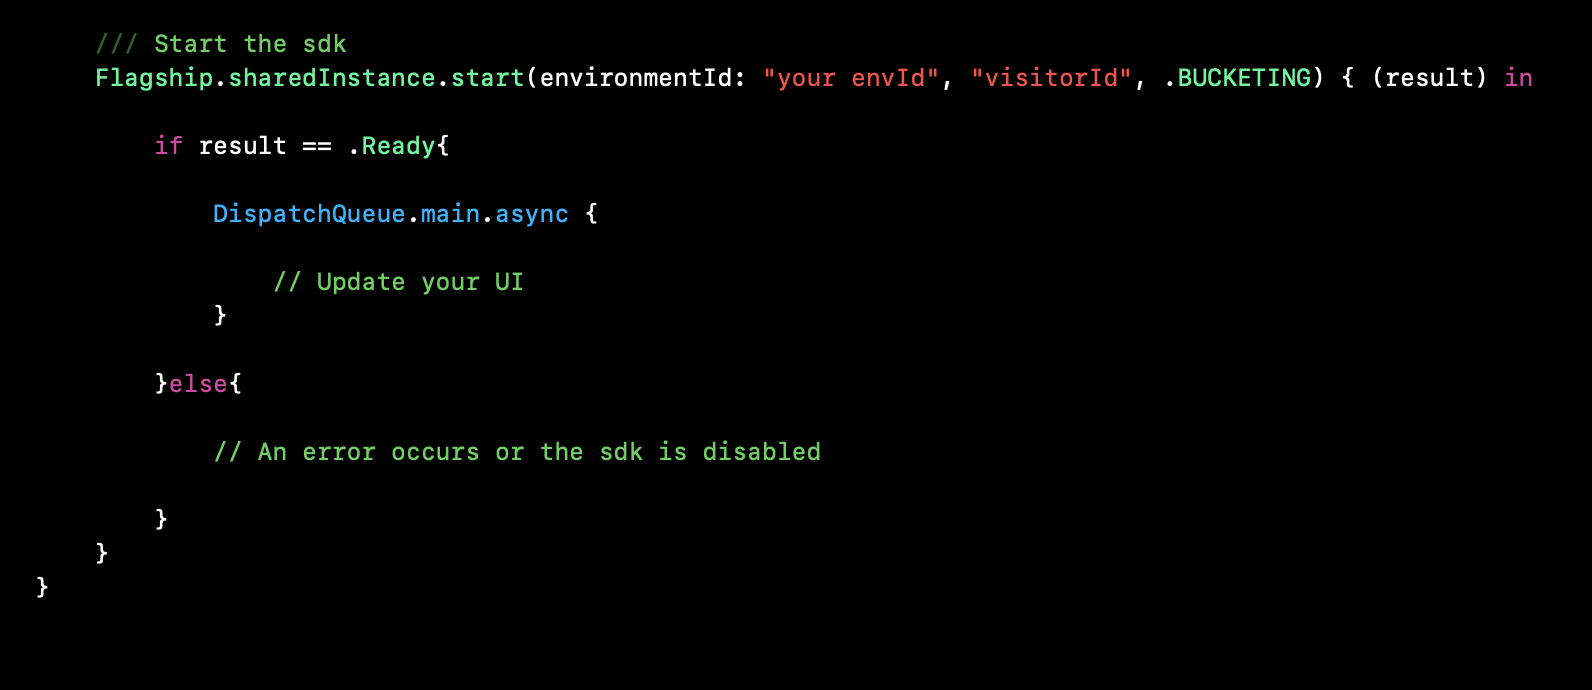 /// Start the sdk
Flagship.sharedInstance.start(environmentId: "your envId", "visitorId", .BUCKETING) { (result) in
if result == .Ready{
DispatchQueue.main.async {
// Update your UI
}
}else{
// An error occurs or the sdk is disabled
}
}
}